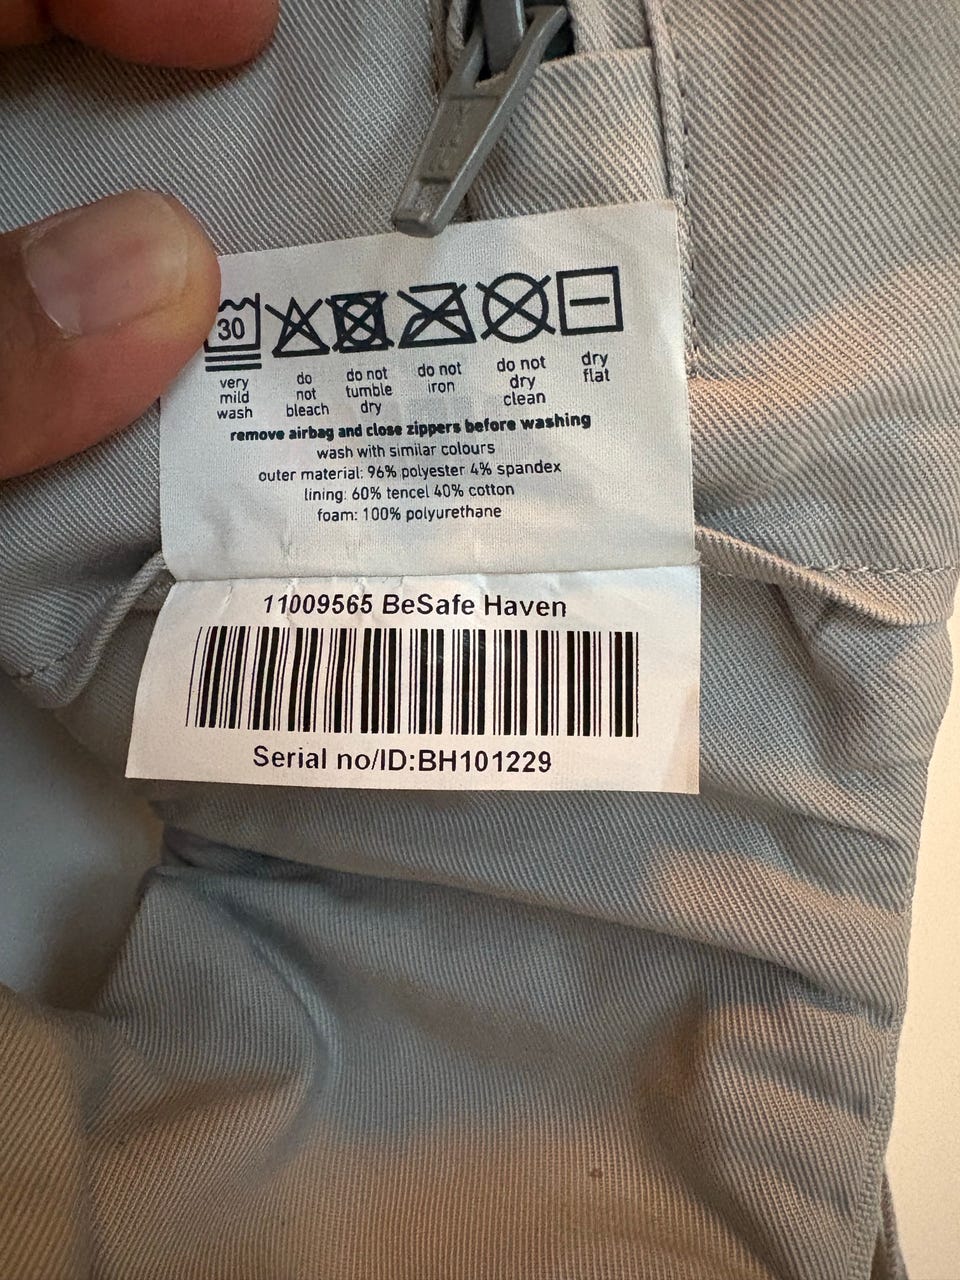 30
very mild wash
do not bleach
do not tumble dry
do not iron
do not dry clean
dry flat
remove airbag and close zippers before washing
wash with similar colours
outer material: 96% polyester 4% spandex
lining: 60% tencel 40% cotton
foam: 100% polyurethane
11009565 BeSafe Haven
Serial no/ID:BH101229